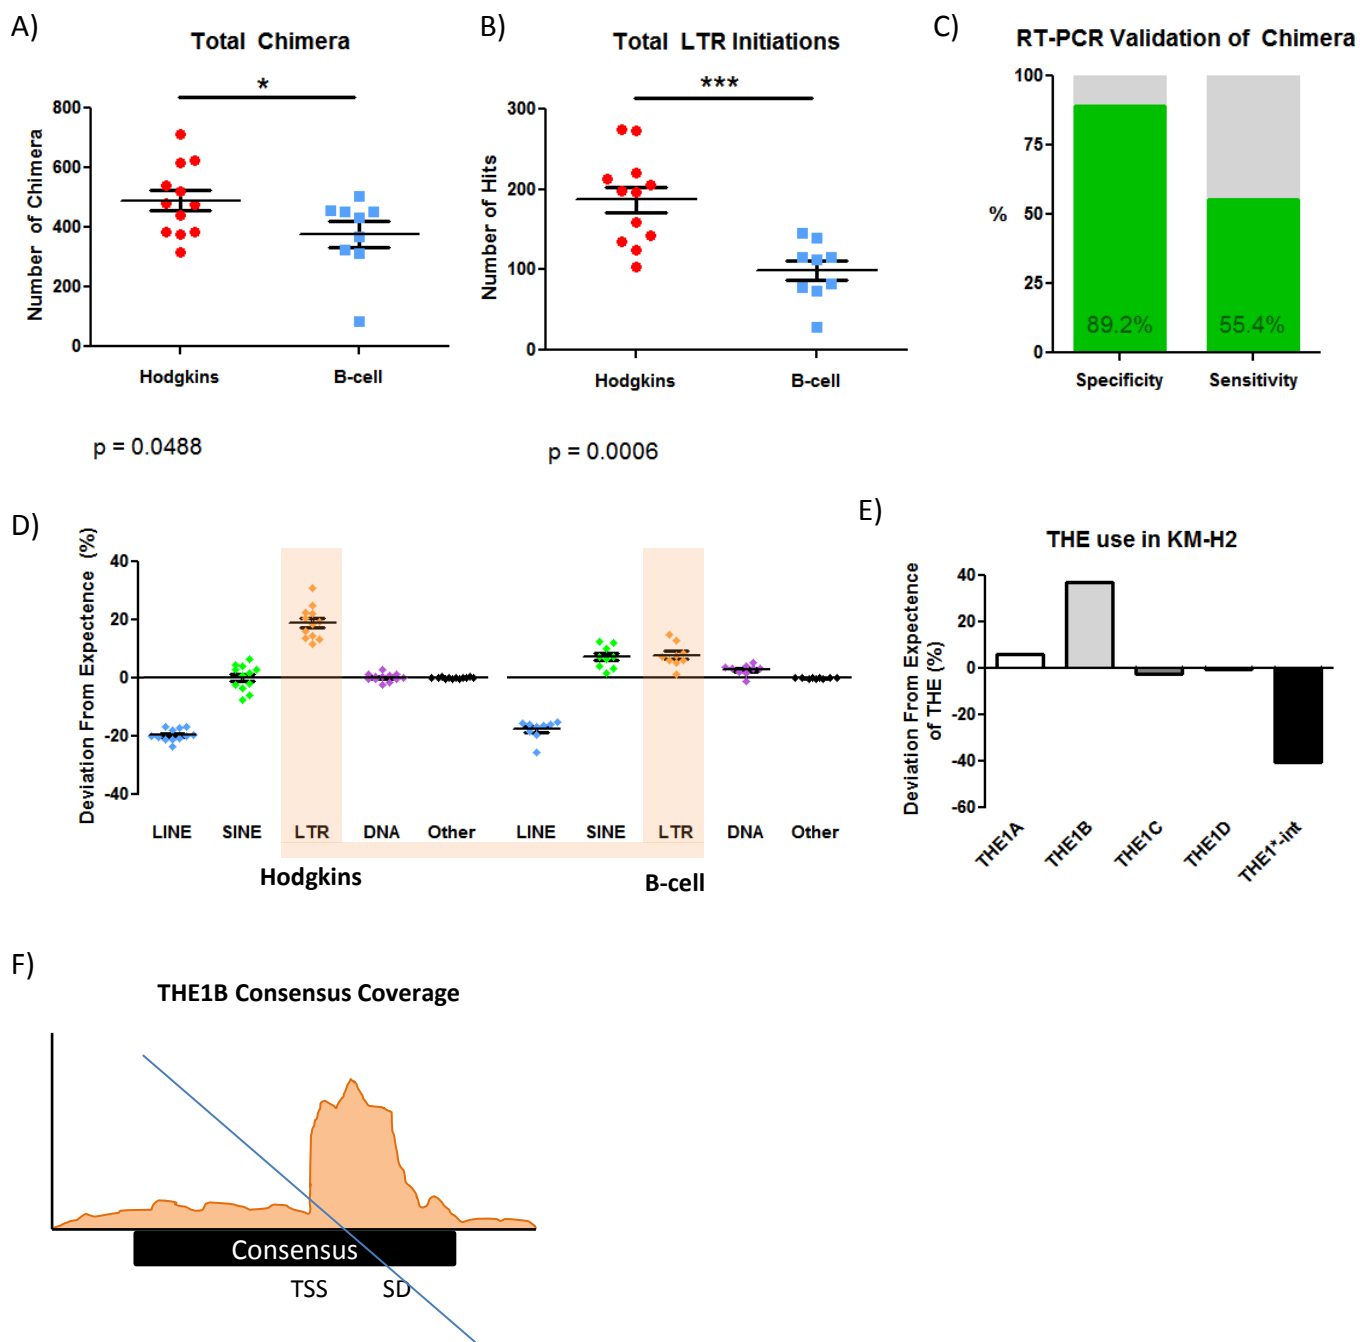 A)
Total Chimera
*
Number of Chimera
800
600
400
200
0
Hodgkins
B-cell
p = 0.0488
B)
Total LTR Initiations
***
Number of Hits
300
200
100
0
Hodgkins
B-cell
p = 0.0006
C)
RT-PCR Validation of Chimera
%
100
75
50
25
0
89.2%
55.4%
Specificity
Sensitivity
D)
Deviation From Expectence (%)
40
20
0
-20
-40
LINE
SINE
LTR
DNA
Other
LINE
SINE
LTR
DNA
Other
Hodgkins
B-cell
E)
THE use in KM-H2
Deviation From Expectence
of THE (%)
40
20
0
-20
-40
-60
THE1A
THE1B
THE1C
THE1D
THE1*-int
F)
THE1B Consensus Coverage
Consensus
TSS
SD